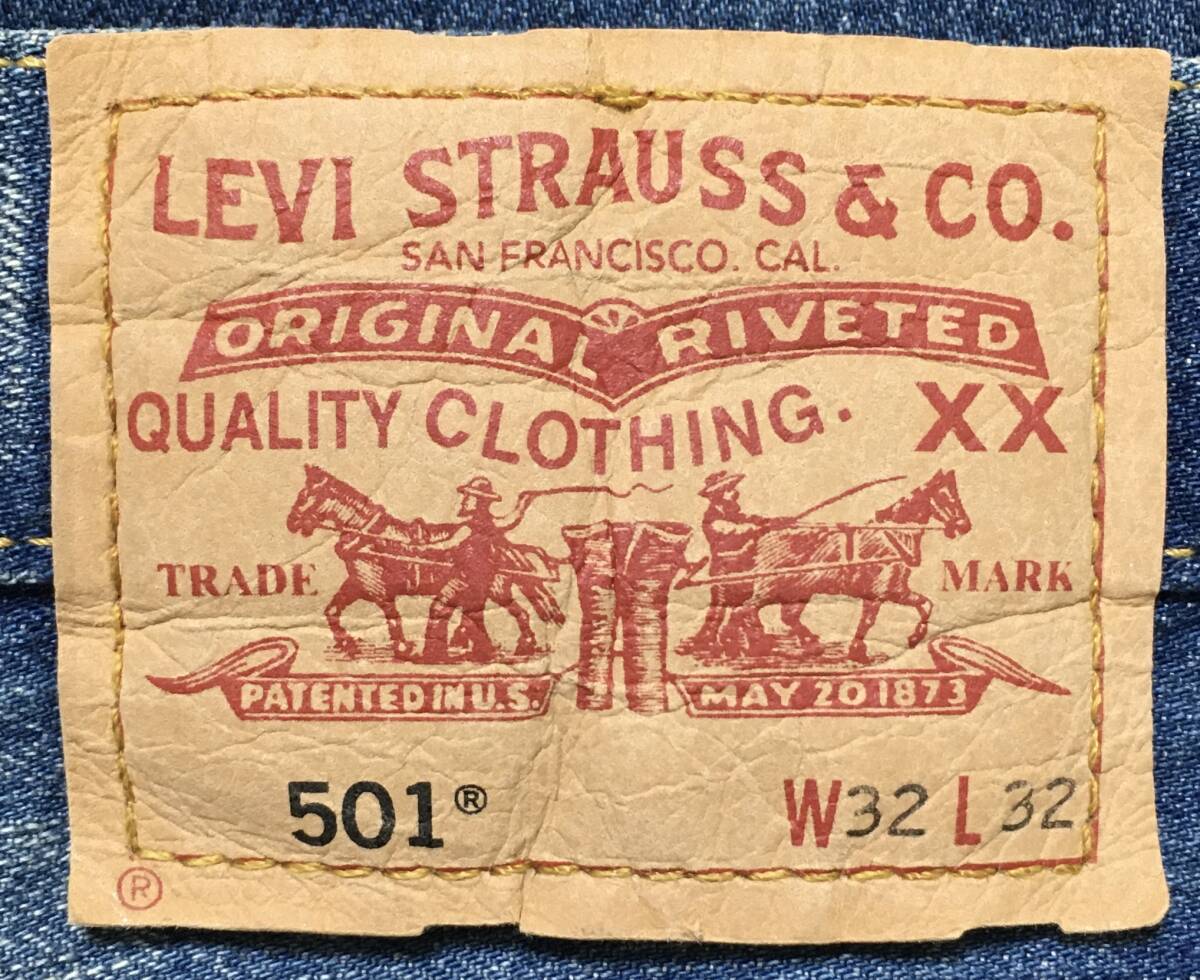 LEVI STRAUSS & CO.
SAN FRANCISCO. CAL.
ORIGINAL RIVETED
QUALITY CLOTHING. XX
TRADE MARK
PATENTED IN U.S. MAY 20 1873
501® W32 L32
®